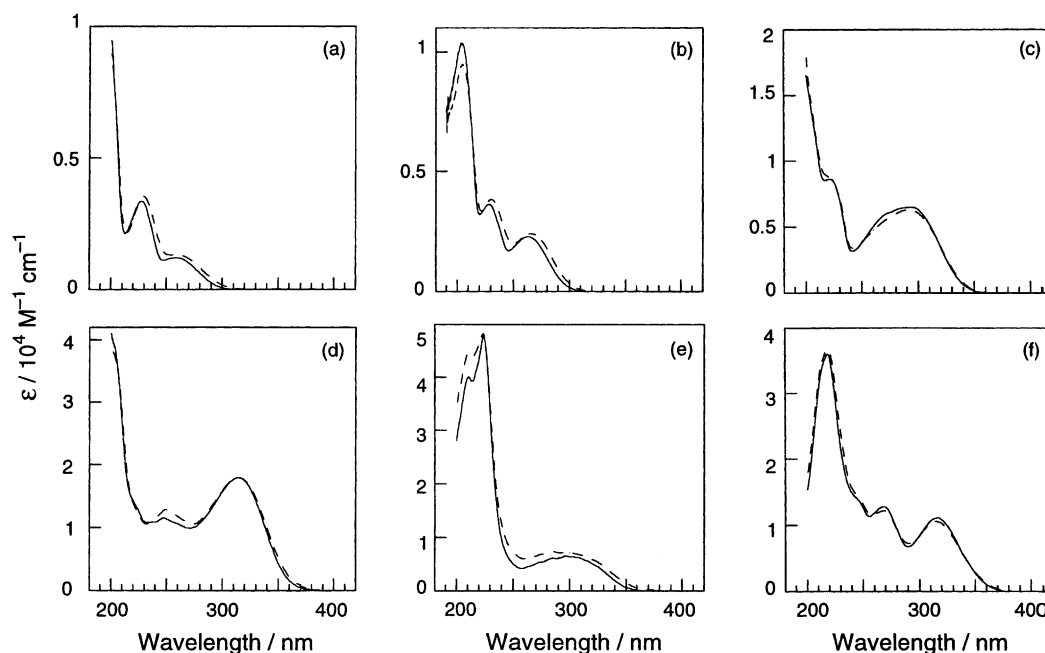 1 0.5 0 (a)
1 0.5 0 (b)
2 1.5 1 0.5 0 (c)
ε / 10⁴ M⁻¹ cm⁻¹
4 3 2 1 0 (d)
5 4 3 2 1 0 (e)
4 3 2 1 0 (f)
200 300 400
200 300 400
200 300 400
Wavelength / nm
Wavelength / nm
Wavelength / nm